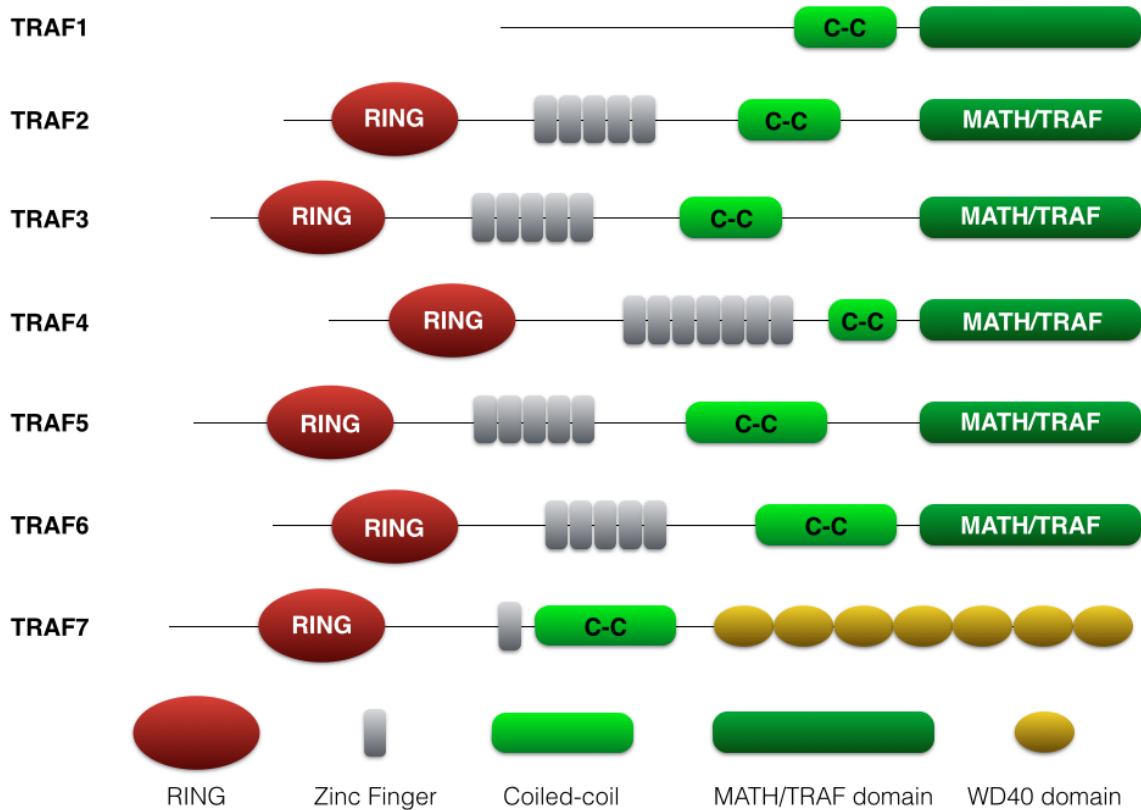 TRAF1 C-C
TRAF2 RING C-C MATH/TRAF
TRAF3 RING C-C MATH/TRAF
TRAF4 RING C-C MATH/TRAF
TRAF5 RING C-C MATH/TRAF
TRAF6 RING C-C MATH/TRAF
TRAF7 RING C-C
RING Zinc Finger Coiled-coil MATH/TRAF domain WD40 domain